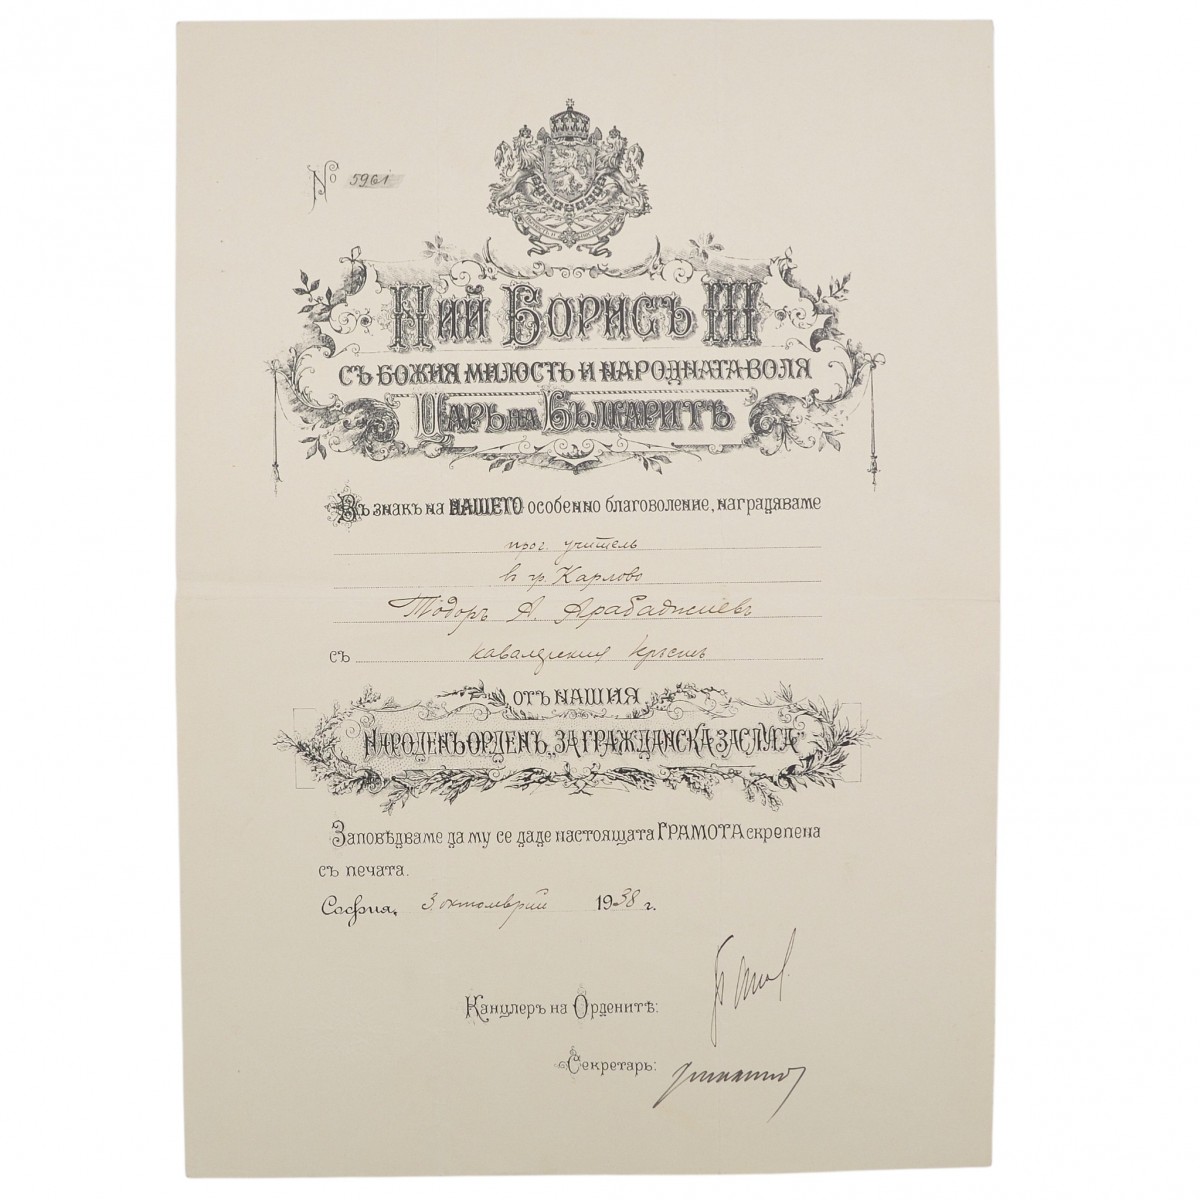 № 5961
НИЙ БОРИСЪ III
СЪ БОЖИЯ МИЛОСТЬ И НАРОДНАТА ВОЛЯ
ЦАРЬ НА БЪЛГАРИТѢ
Въ знакъ на НАШЕТО особенно благоволение, наградяваме
прог. учитель
въ гр. Карлово
Тодоръ А. Арабаджиевъ
съ кавалерския кръстъ
ОТЪ НАШИЯ
НАРОДЕНЪ ОРДЕНЪ „ЗА ГРАЖДАНСКА ЗАСЛУГА“
Заповѣдваме да му се даде настоящата ГРАМОТА скрепена
съ печата.
София, 3 октомврий 1938 г.
Канцлеръ на Орденитѣ:
Секретарь: